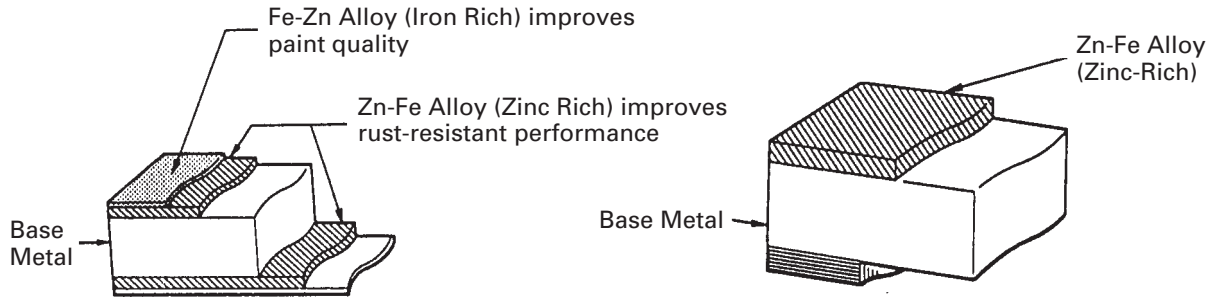 Fe-Zn Alloy (Iron Rich) improves
paint quality
Zn-Fe Alloy (Zinc Rich) improves
rust-resistant performance
Base
Metal
Zn-Fe Alloy
(Zinc-Rich)
Base Metal